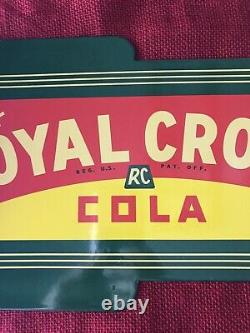 OYAL CRO
REG. U.S. PAT. OFF.
RC
COLA